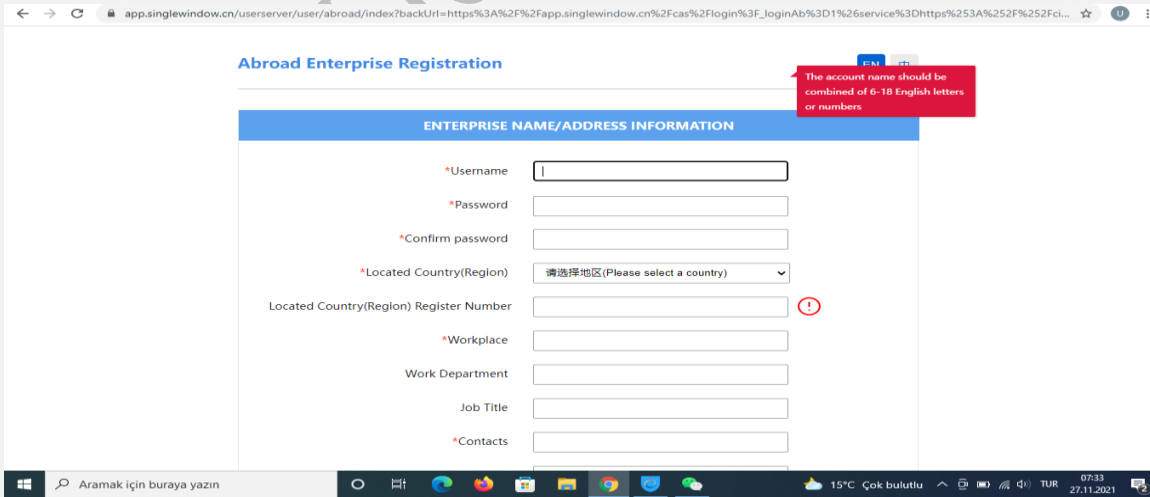 app.singlewindow.cn/userserver/user/abroad/index?backUrl=https%3A%2F%2Fapp.singlewindow.cn%2Fcas%2Flogin%3F_loginAb%3D1%26service%3Dhttps%253A%252F%252Fci...
U
Abroad Enterprise Registration
EN 中
The account name should be
combined of 6-18 English letters
or numbers
ENTERPRISE NAME/ADDRESS INFORMATION
*Username
*Password
*Confirm password
*Located Country(Region) 请选择地区(Please select a country)
Located Country(Region) Register Number
*Workplace
Work Department
Job Title
*Contacts
Aramak için buraya yazın
15°C Çok bulutlu
TUR
07:33
27.11.2021
2